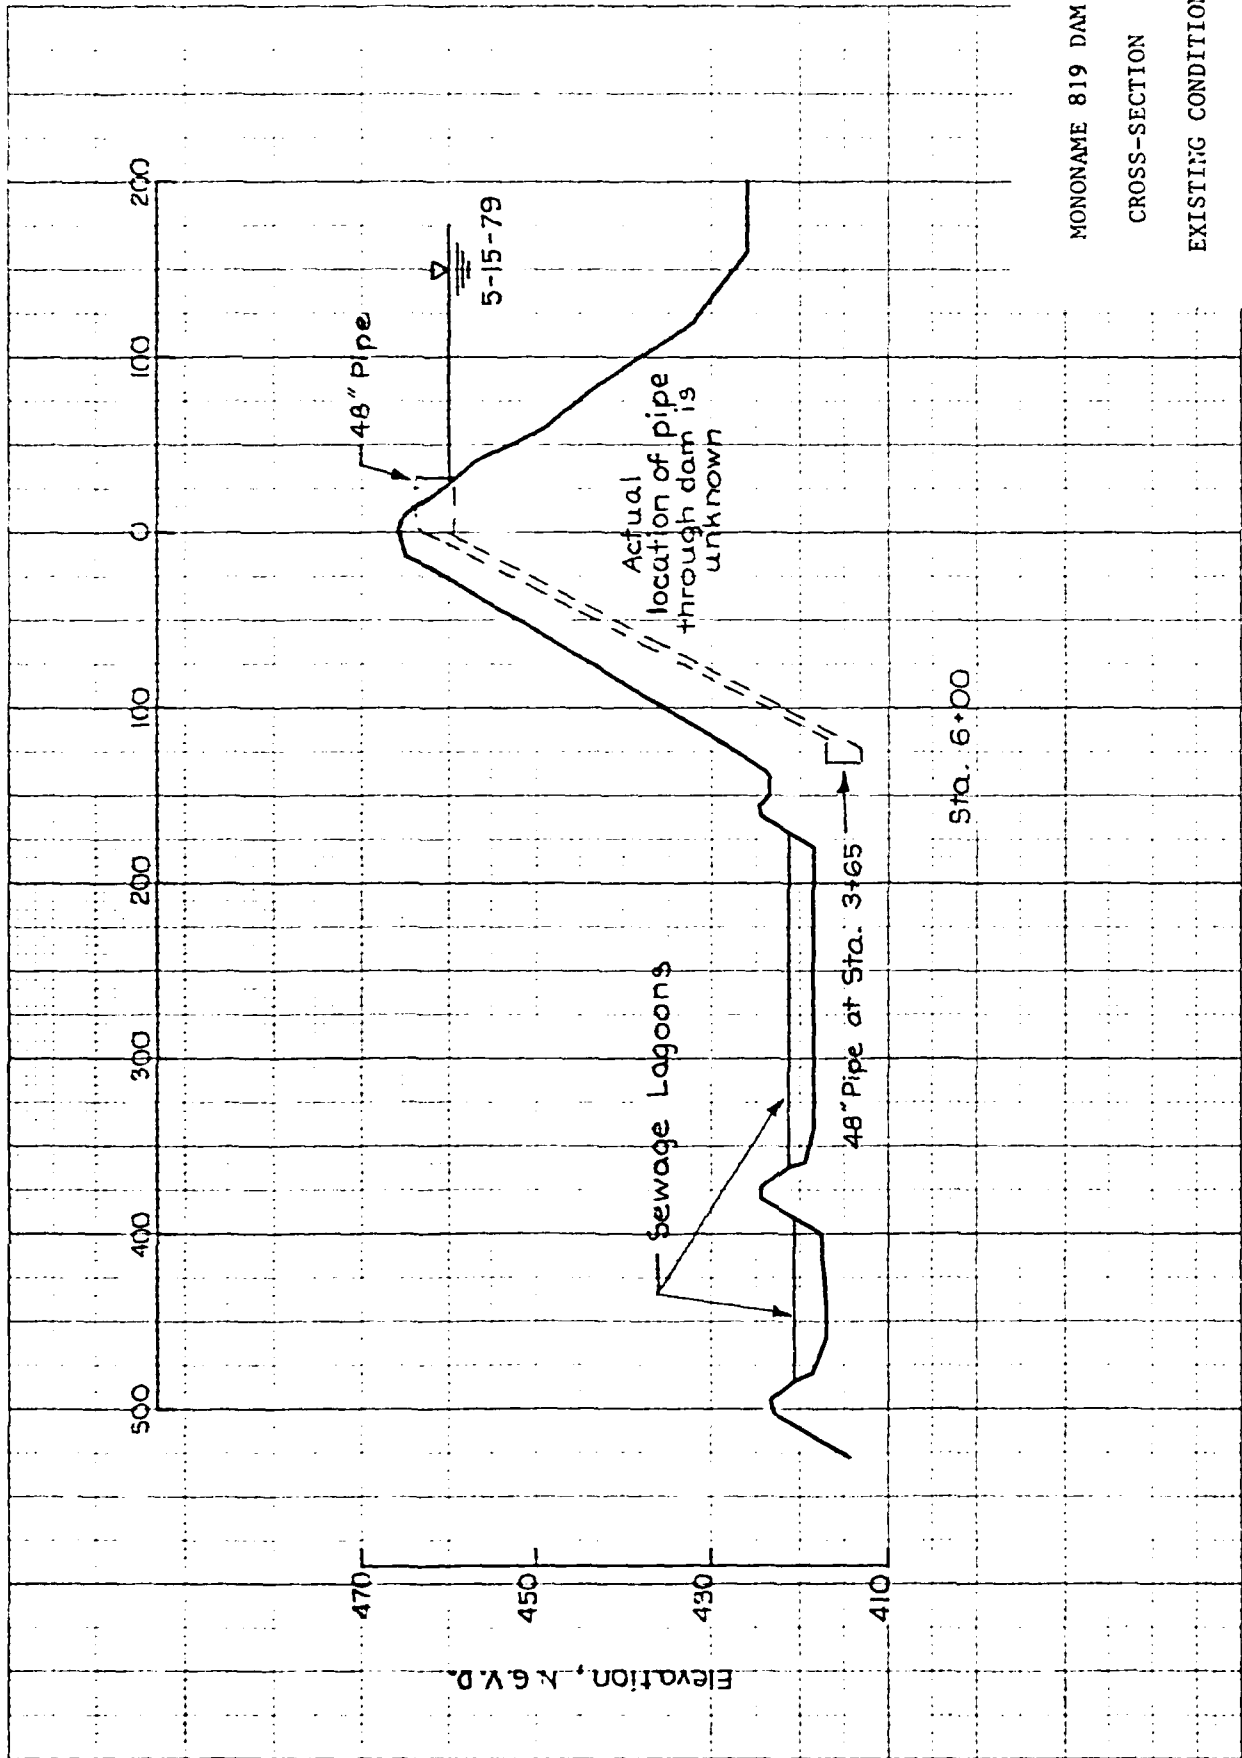 500
400
300
200
100
0
100
200
48" Pipe
5-15-79
Actual
location of pipe
through dam is
unknown
Sewage Lagoons
48" Pipe at Sta. 3+65
Sta. 6+00
470
450
430
410
Elevation, N.G.V.D.
MONONAME 819 DAM
CROSS-SECTION
EXISTING CONDITION